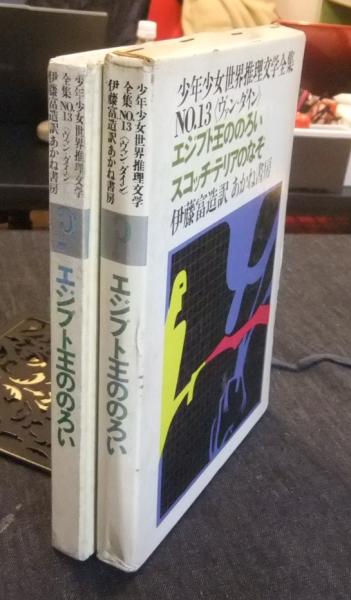 少年少女世界推理文学
全集NO.13〈ヴァン・ダイン〉
伊藤富造訳あかね書房
エジプト王ののろい
少年少女世界推理文学
全集NO.13〈ヴァン・ダイン〉
伊藤富造訳あかね書房
エジプト王ののろい
少年少女世界推理文学全集
NO.13〈ヴァン・ダイン〉
エジプト王ののろい
スコッチ・テリアのなぞ
伊藤富造訳 あかね書房